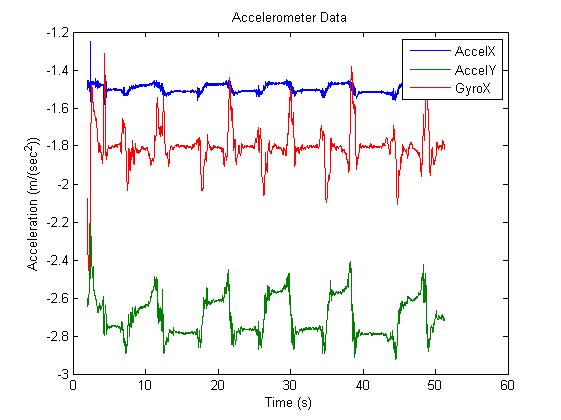 Accelerometer Data
-1.2
-1.4
-1.6
-1.8
-2
-2.2
-2.4
-2.6
-2.8
-3
Acceleration (m/(sec²))
AccelX
AccelY
GyroX
0 10 20 30 40 50 60
Time (s)